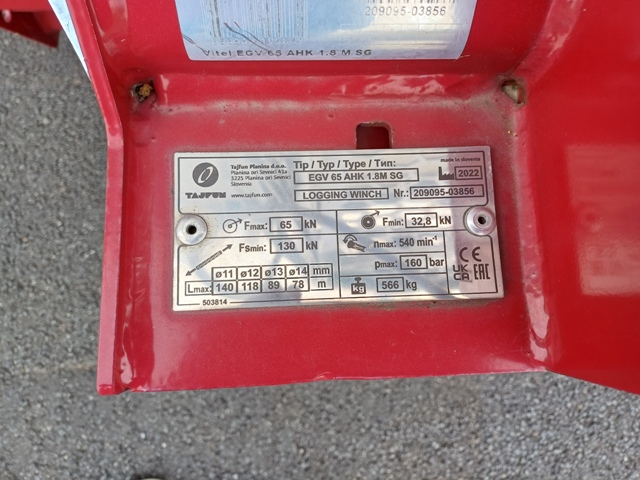 209095-03856
Vitel EGV 65 AHK 1.8 M SG
TAJFUN
Tajfun Planina d.o.o.
Planina pri Sevnici 41a
3225 Planina pri Sevnici
Slovenia
www.tajfun.com
Tip / Typ / Type / Тип:
made in slovenia
EGV 65 AHK 1.8M SG
2022
LOGGING WINCH
Nr.: 209095-03856
Fmax: 65 kN
Fmin: 32,8 kN
Fsmin: 130 kN
nmax: 540 min-1
pmax: 160 bar
ø11 ø12 ø13 ø14 mm
Lmax: 140 118 89 78 m
566 kg
kg
CE
UK CA EAC
503814